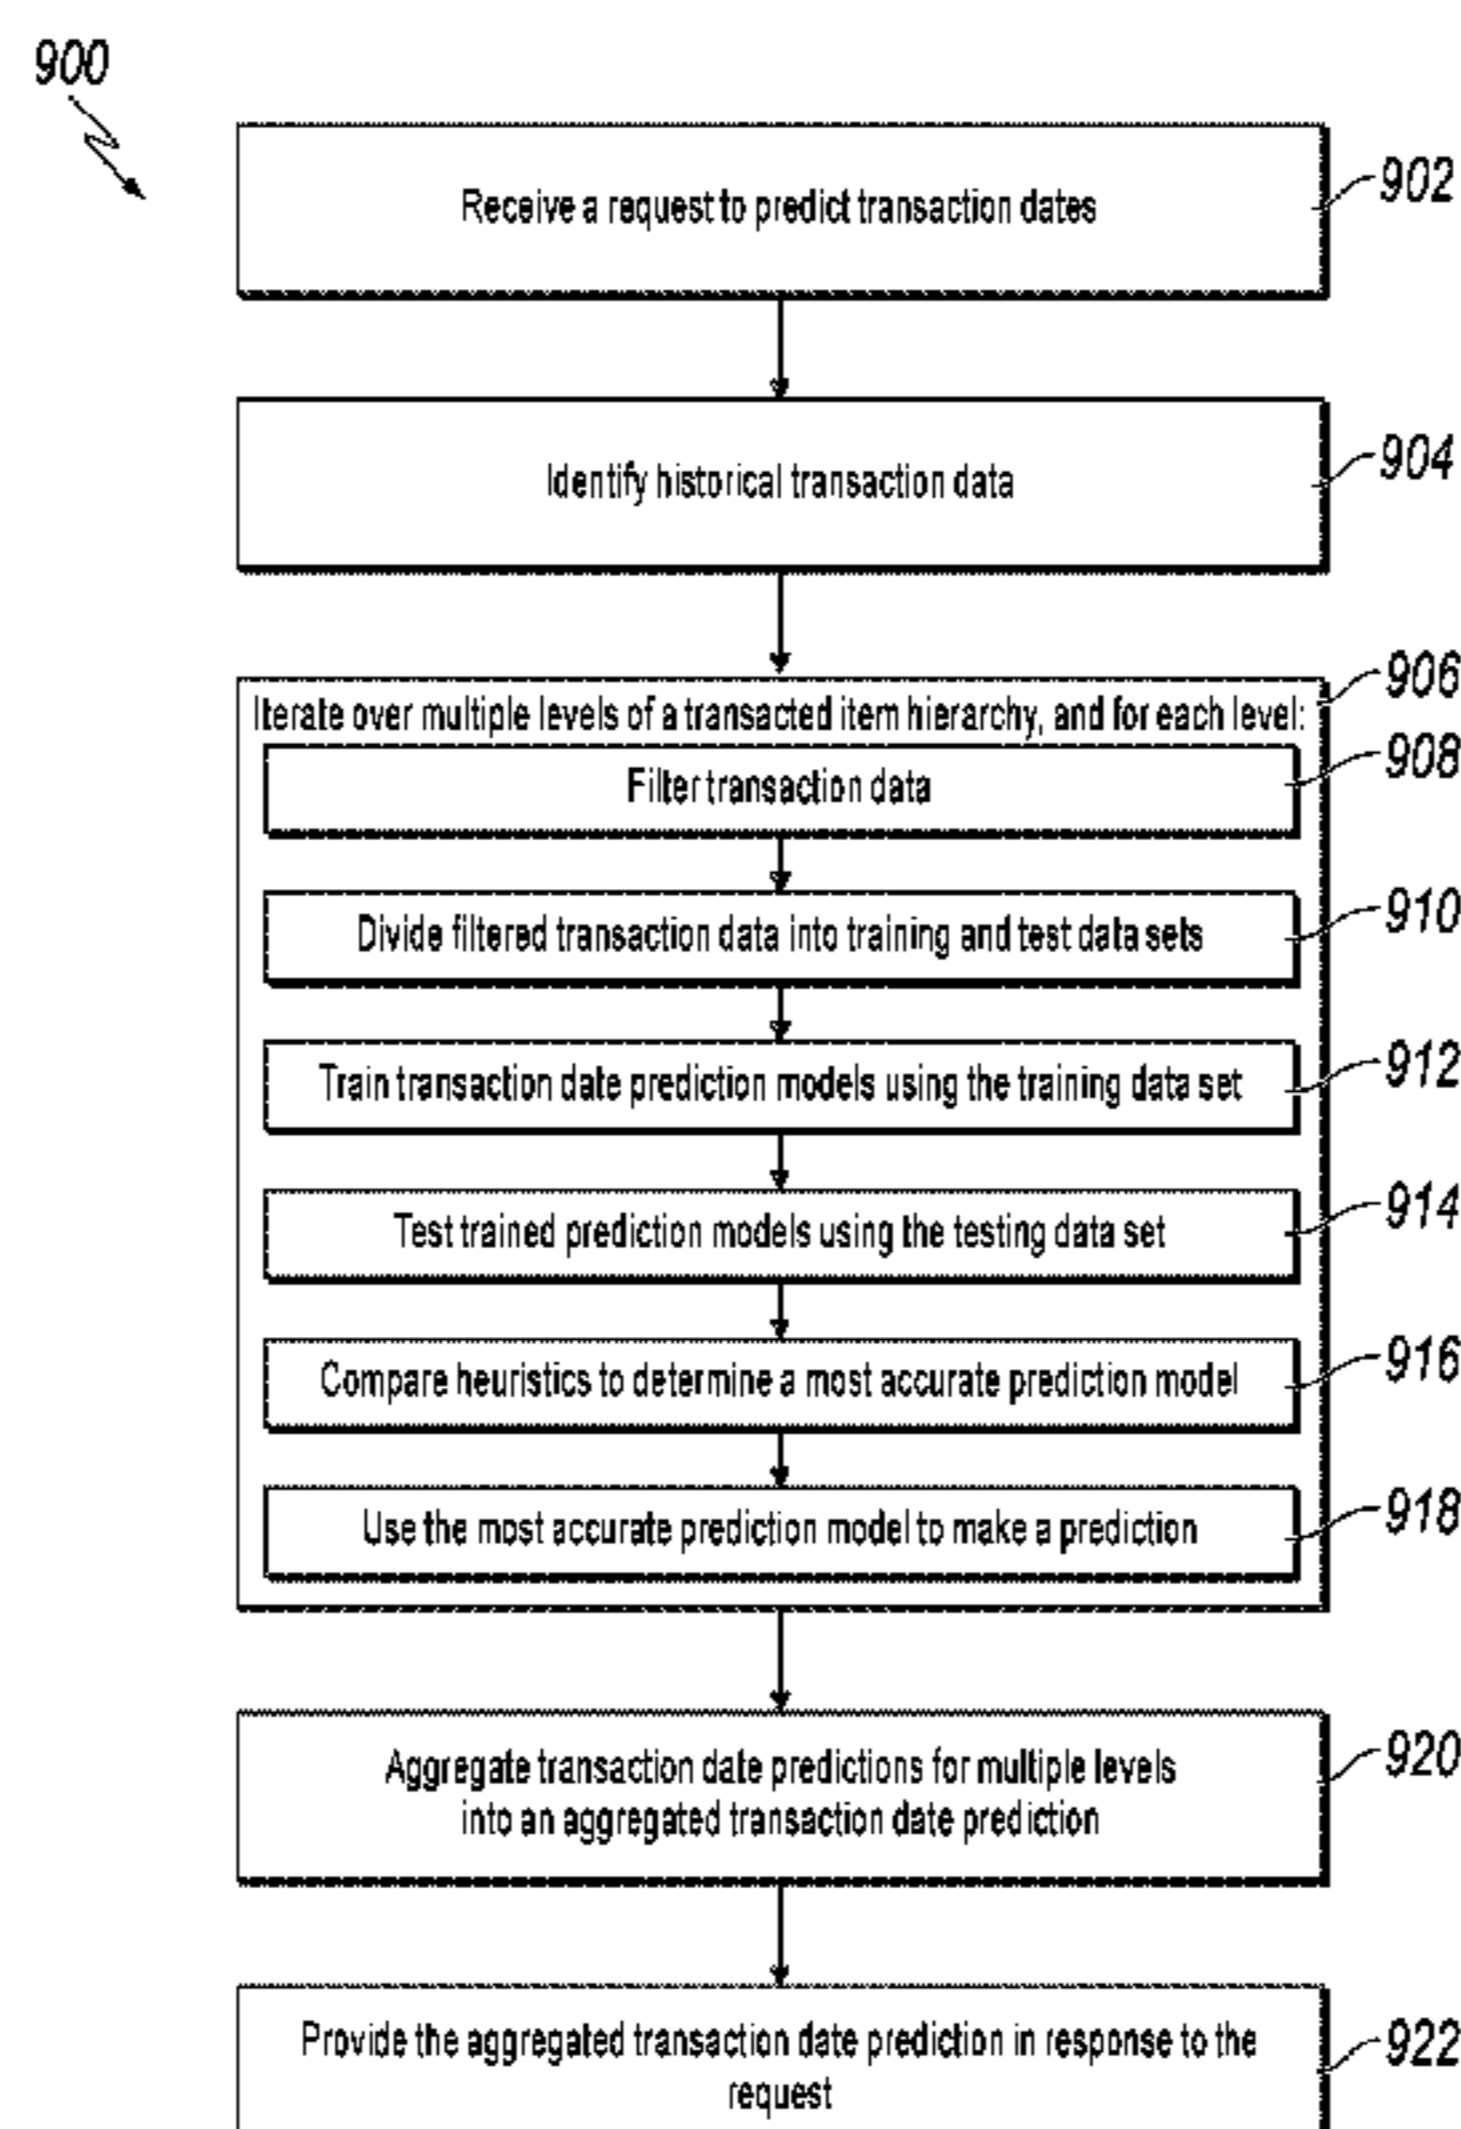 900
Receive a request to predict transaction dates
902
Identify historical transaction data
904
906
Iterate over multiple levels of a transacted item hierarchy, and for each level:
Filter transaction data
908
Divide filtered transaction data into training and test data sets
910
Train transaction date prediction models using the training data set
912
Test trained prediction models using the testing data set
914
Compare heuristics to determine a most accurate prediction model
916
Use the most accurate prediction model to make a prediction
918
Aggregate transaction date predictions for multiple levels
into an aggregated transaction date prediction
920
Provide the aggregated transaction date prediction in response to the
request
922